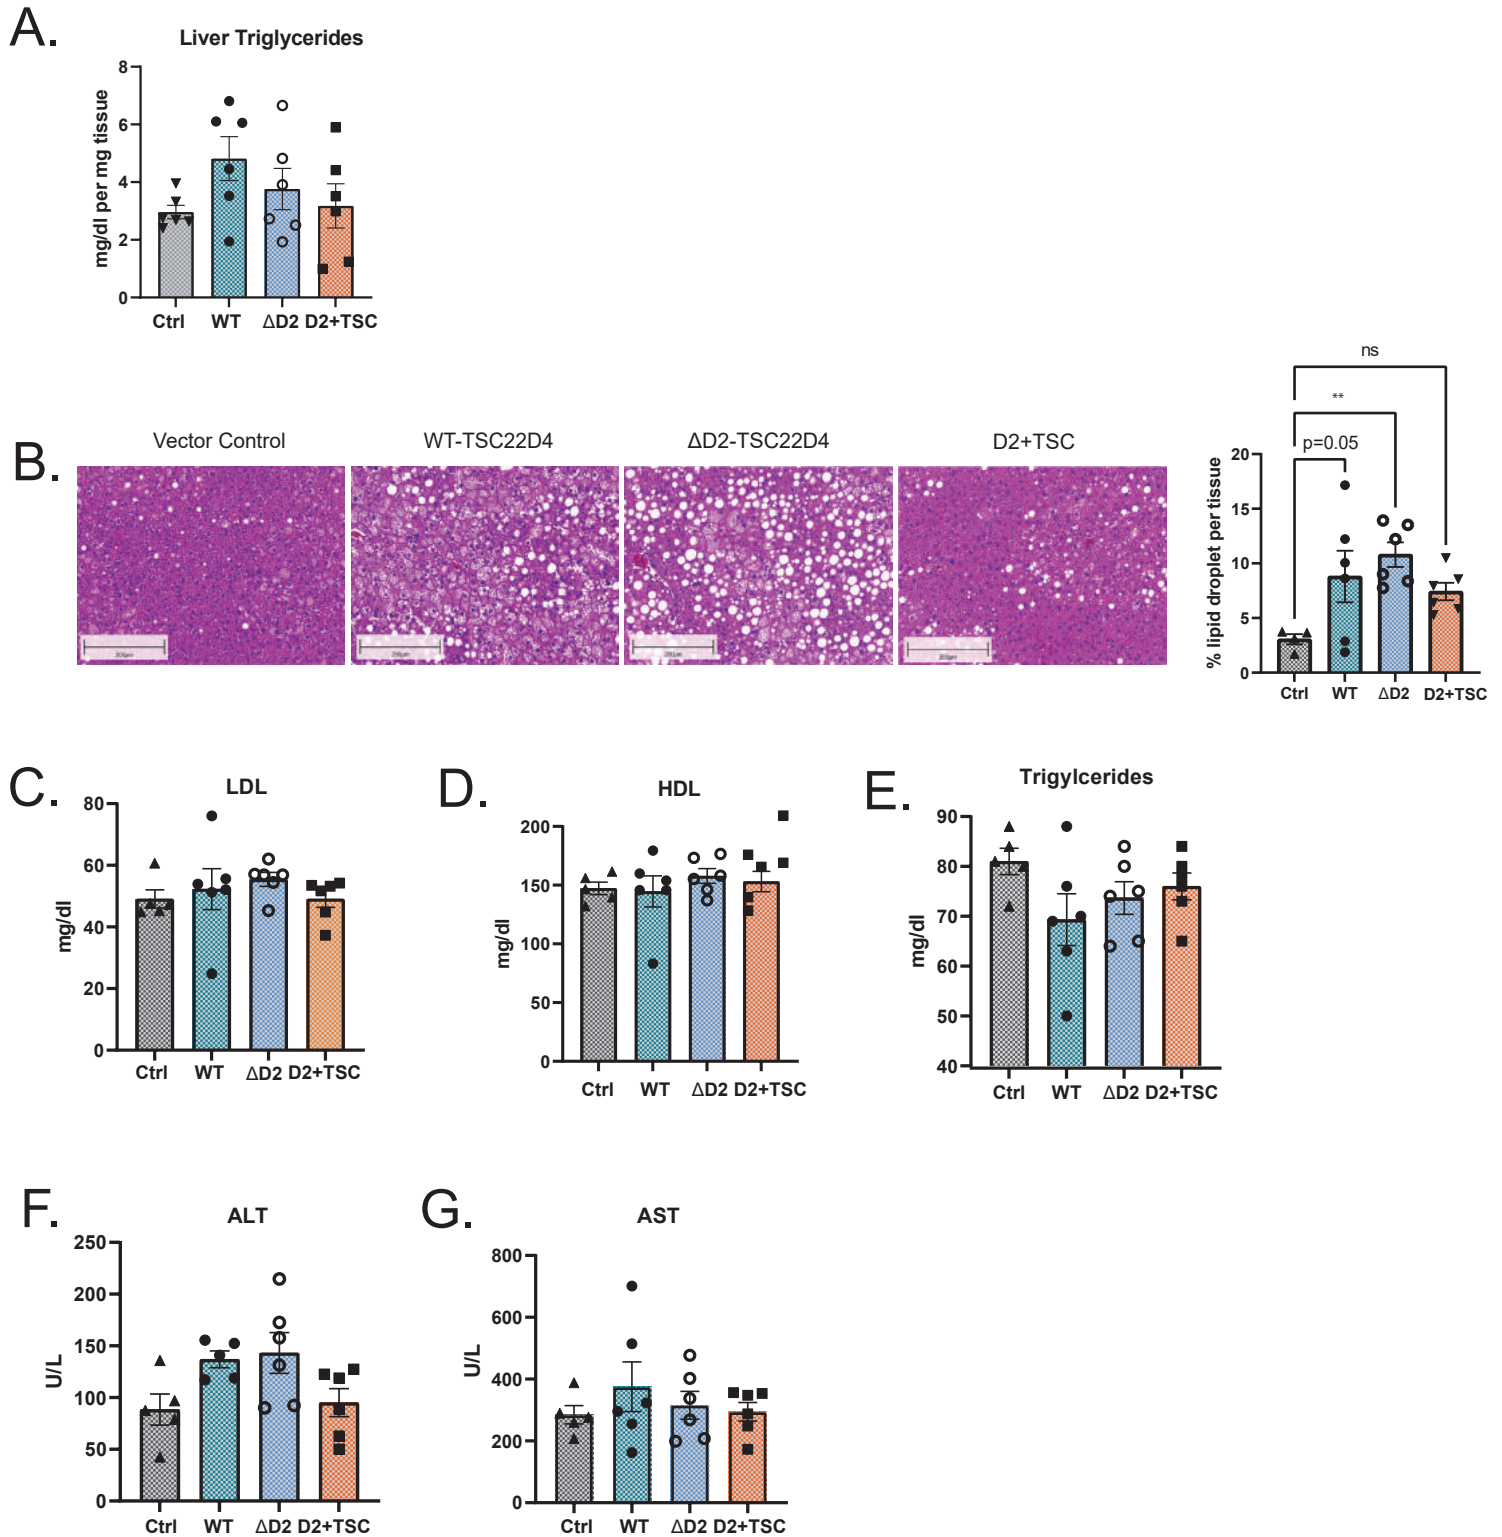 A.
Liver Triglycerides
mg/dl per mg tissue
8
6
4
2
0
Ctrl WT ΔD2 D2+TSC
B.
Vector Control WT-TSC22D4 ΔD2-TSC22D4 D2+TSC
200μm
ns
**
p=0.05
% lipid droplet per tissue
20
15
10
5
0
Ctrl WT ΔD2 D2+TSC
C.
LDL
mg/dl
80
60
40
20
0
Ctrl WT ΔD2 D2+TSC
D.
HDL
mg/dl
200
150
100
50
0
Ctrl WT ΔD2 D2+TSC
E.
Trigylcerides
mg/dl
90
80
70
60
50
40
Ctrl WT ΔD2 D2+TSC
F.
ALT
U/L
250
200
150
100
50
0
Ctrl WT ΔD2 D2+TSC
G.
AST
U/L
800
600
400
200
0
Ctrl WT ΔD2 D2+TSC